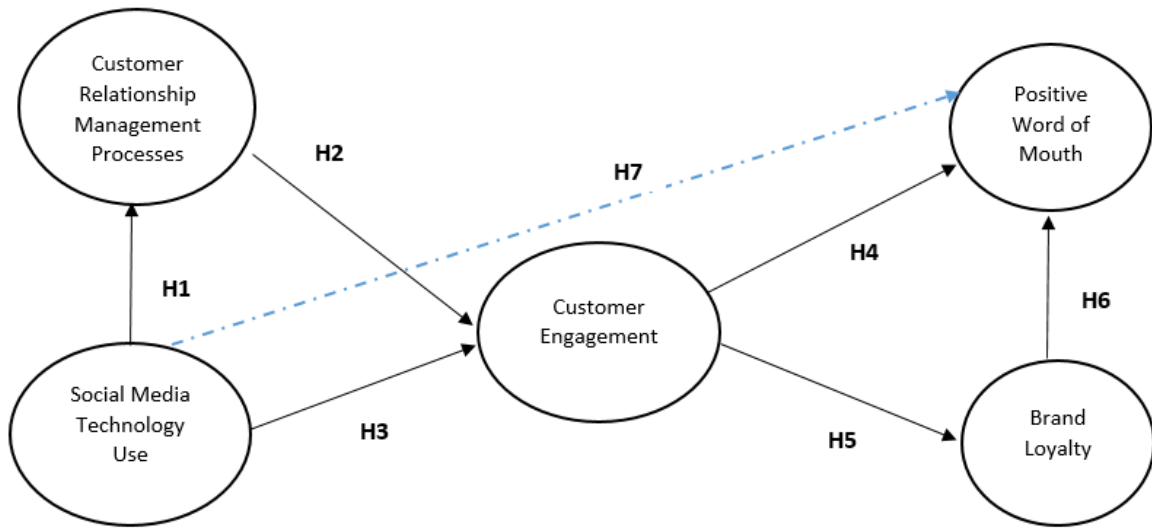 Customer
Relationship
Management
Processes
Positive
Word of
Mouth
H2
H7
H4
H1
Customer
Engagement
H6
Social Media
Technology
Use
H3
H5
Brand
Loyalty